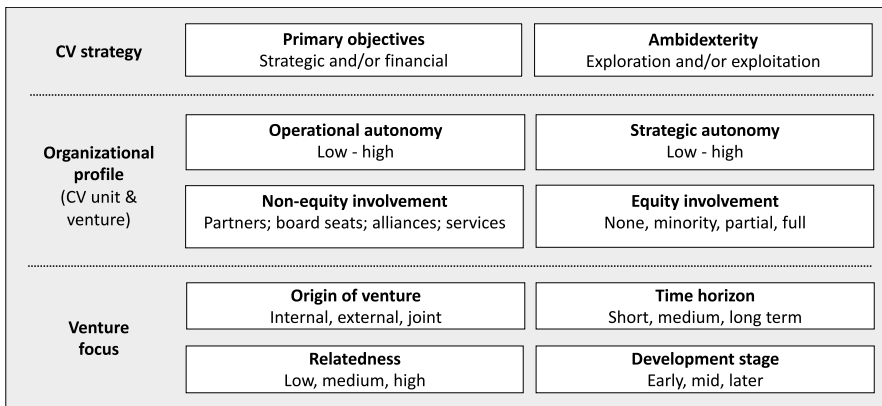 CV strategy
Primary objectives
Strategic and/or financial
Ambidexterity
Exploration and/or exploitation
Organizational
profile
(CV unit &
venture)
Operational autonomy
Low - high
Strategic autonomy
Low - high
Non-equity involvement
Partners; board seats; alliances; services
Equity involvement
None, minority, partial, full
Venture
focus
Origin of venture
Internal, external, joint
Time horizon
Short, medium, long term
Relatedness
Low, medium, high
Development stage
Early, mid, later